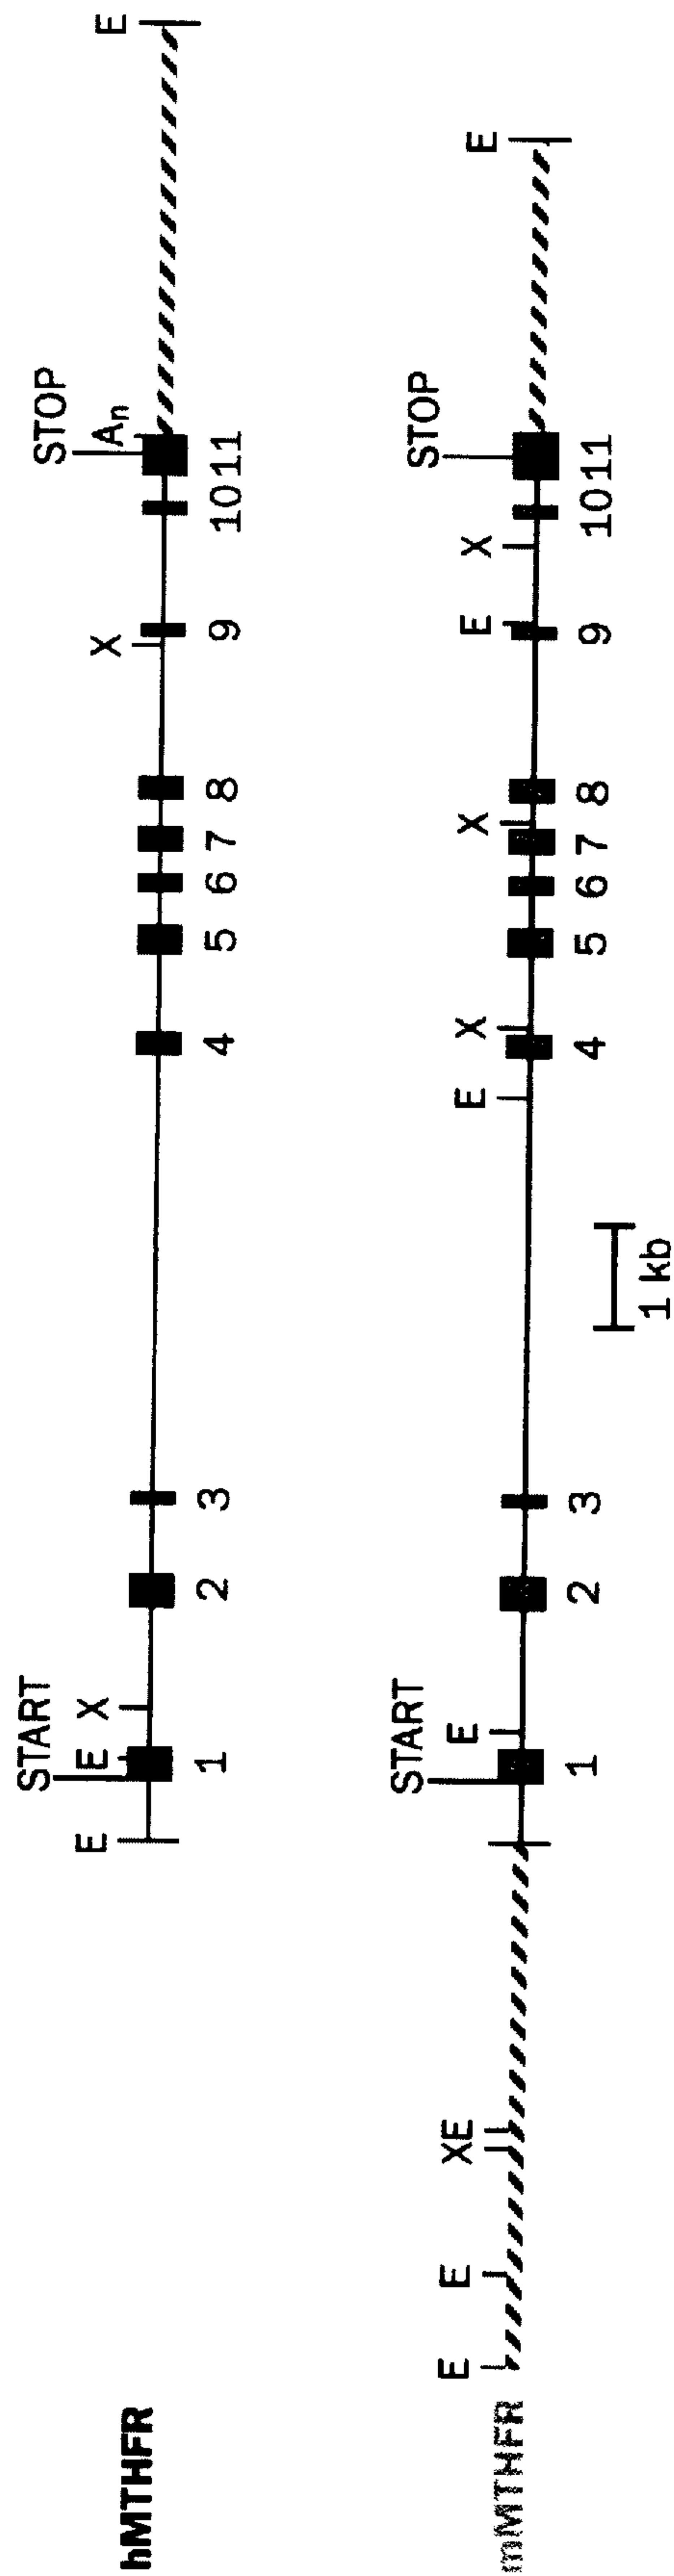 hMTHFR
START STOP
E E X X An E
1 2 3 4 5 6 7 8 9 10 11
mMTHFR
START STOP
E E X E E E X X E X E
1 2 3 4 5 6 7 8 9 10 11
1 kb